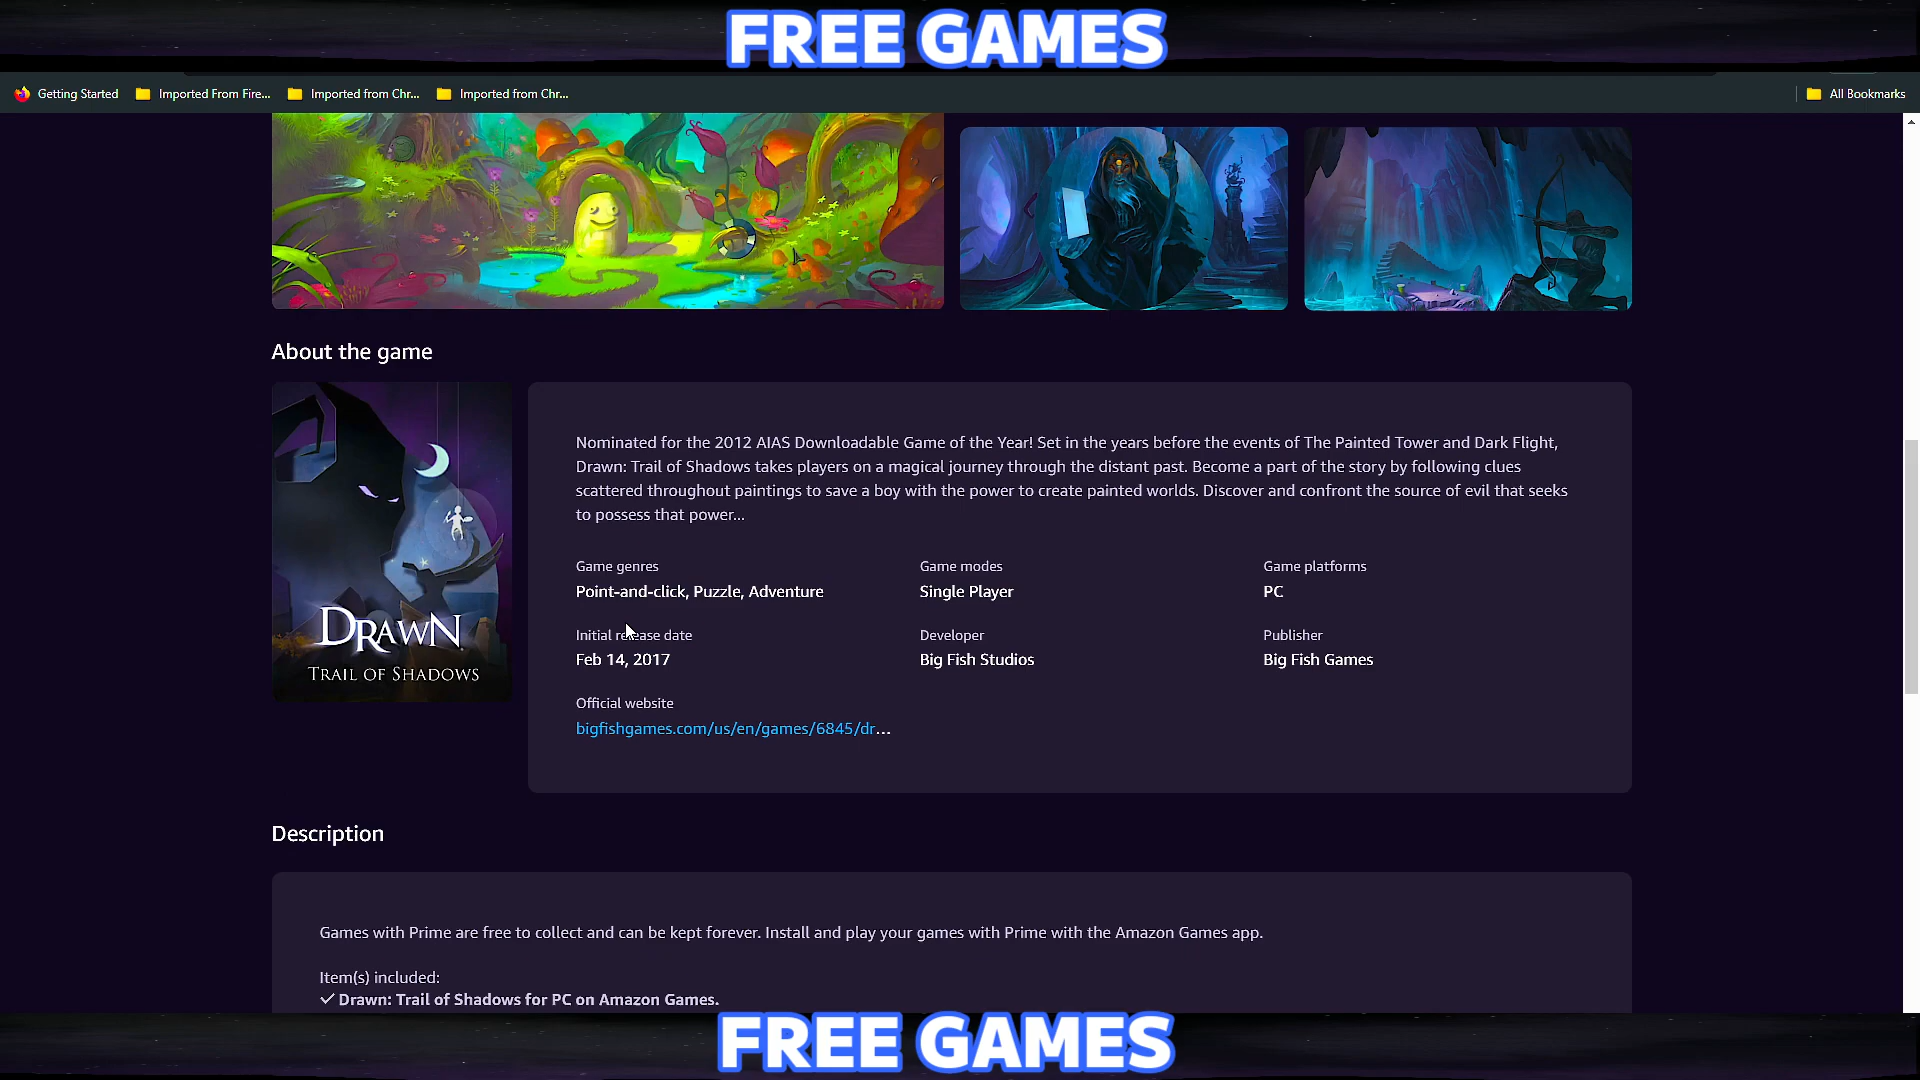 FREE GAMES
Getting Started
Imported From Fire...
Imported from Chr...
Imported from Chr...
All Bookmarks
About the game
DRAWN
TRAIL OF SHADOWS
Nominated for the 2012 AIAS Downloadable Game of the Year! Set in the years before the events of The Painted Tower and Dark Flight,
Drawn: Trail of Shadows takes players on a magical journey through the distant past. Become a part of the story by following clues
scattered throughout paintings to save a boy with the power to create painted worlds. Discover and confront the source of evil that seeks
to possess that power...
Game genres
Point-and-click, Puzzle, Adventure
Game modes
Single Player
Game platforms
PC
Initial release date
Feb 14, 2017
Developer
Big Fish Studios
Publisher
Big Fish Games
Official website
bigfishgames.com/us/en/games/6845/dr...
Description
Games with Prime are free to collect and can be kept forever. Install and play your games with Prime with the Amazon Games app.
Item(s) included:
✓ Drawn: Trail of Shadows for PC on Amazon Games.
FREE GAMES